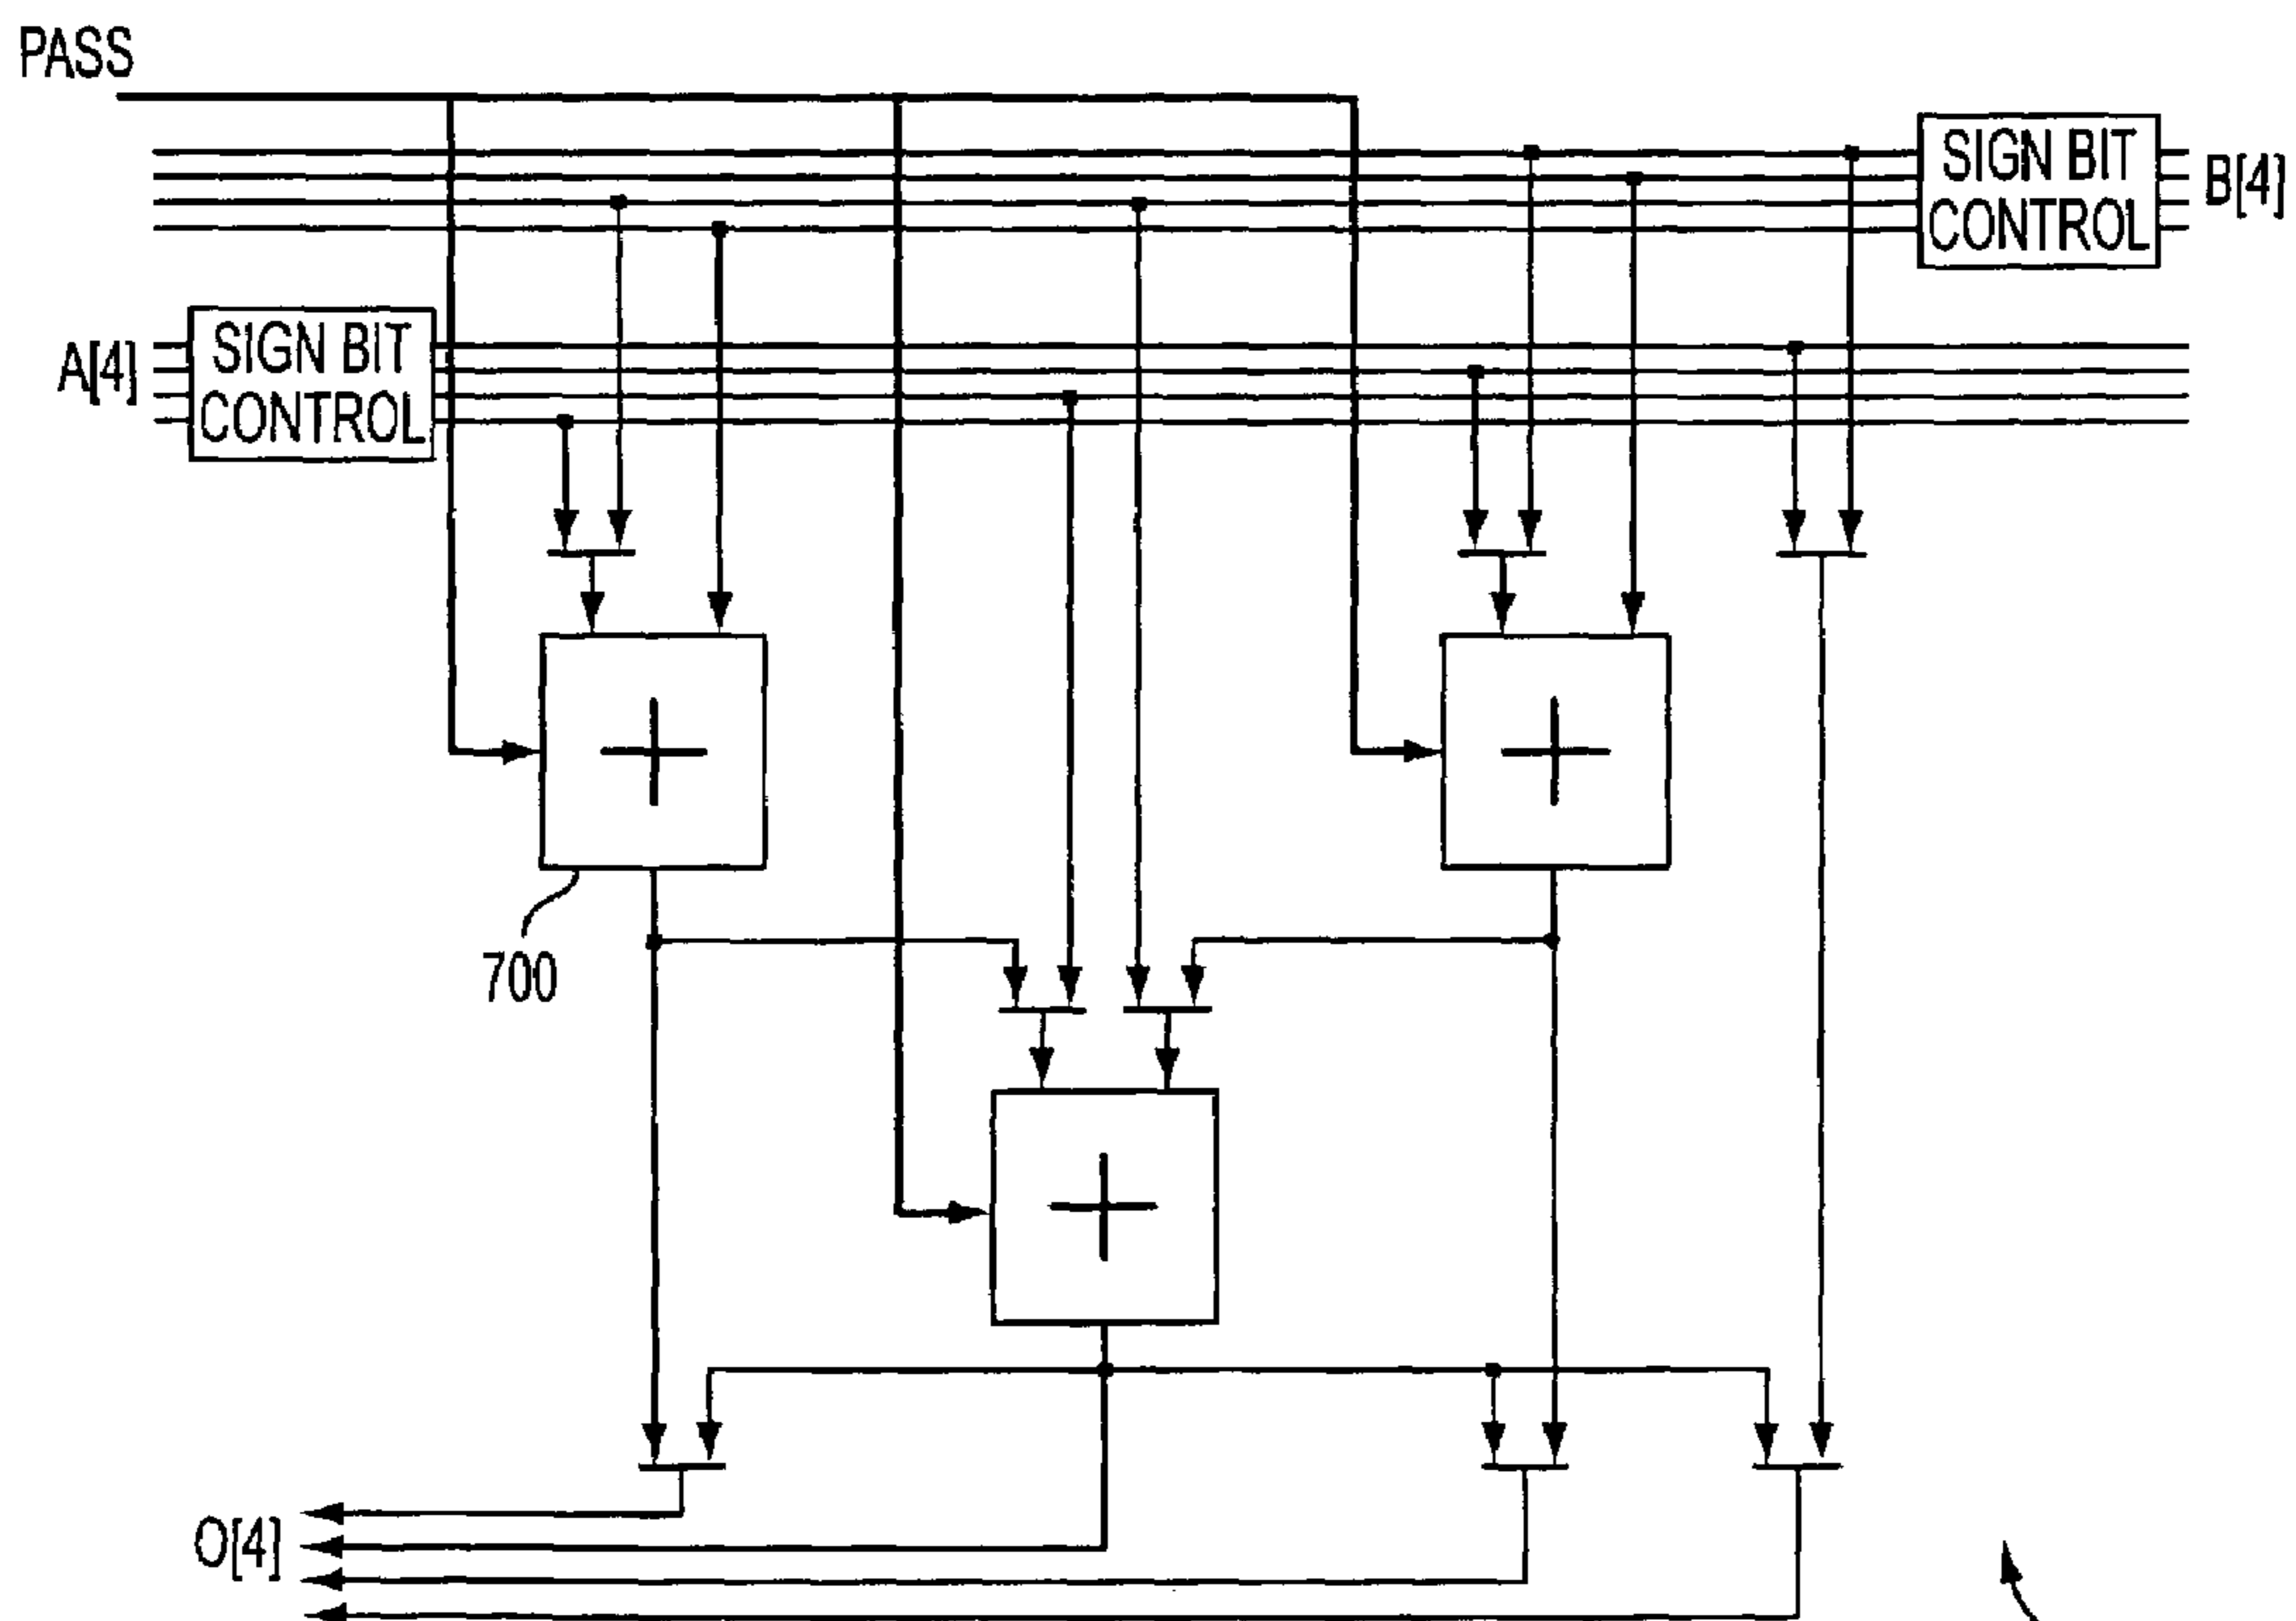 PASS
SIGN BIT
CONTROL
B[4]
A[4]
SIGN BIT
CONTROL
700
O[4]